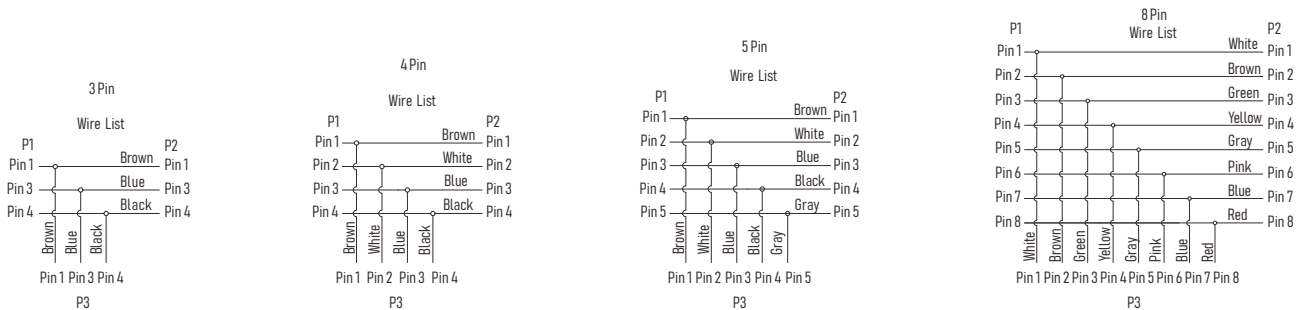 3 Pin
Wire List
P1 P2
Pin 1 Brown Pin 1
Pin 3 Blue Pin 3
Pin 4 Black Pin 4
Brown Blue Black
Pin 1 Pin 3 Pin 4
P3
4 Pin
Wire List
P1 P2
Pin 1 Brown Pin 1
Pin 2 White Pin 2
Pin 3 Blue Pin 3
Pin 4 Black Pin 4
Brown White Blue Black
Pin 1 Pin 2 Pin 3 Pin 4
P3
5 Pin
Wire List
P1 P2
Pin 1 Brown Pin 1
Pin 2 White Pin 2
Pin 3 Blue Pin 3
Pin 4 Black Pin 4
Pin 5 Gray Pin 5
Brown White Blue Black Gray
Pin 1 Pin 2 Pin 3 Pin 4 Pin 5
P3
8 Pin
Wire List
P1 P2
Pin 1 White Pin 1
Pin 2 Brown Pin 2
Pin 3 Green Pin 3
Pin 4 Yellow Pin 4
Pin 5 Gray Pin 5
Pin 6 Pink Pin 6
Pin 7 Blue Pin 7
Pin 8 Red Pin 8
White Brown Green Yellow Gray Pink Blue Red
Pin 1 Pin 2 Pin 3 Pin 4 Pin 5 Pin 6 Pin 7 Pin 8
P3